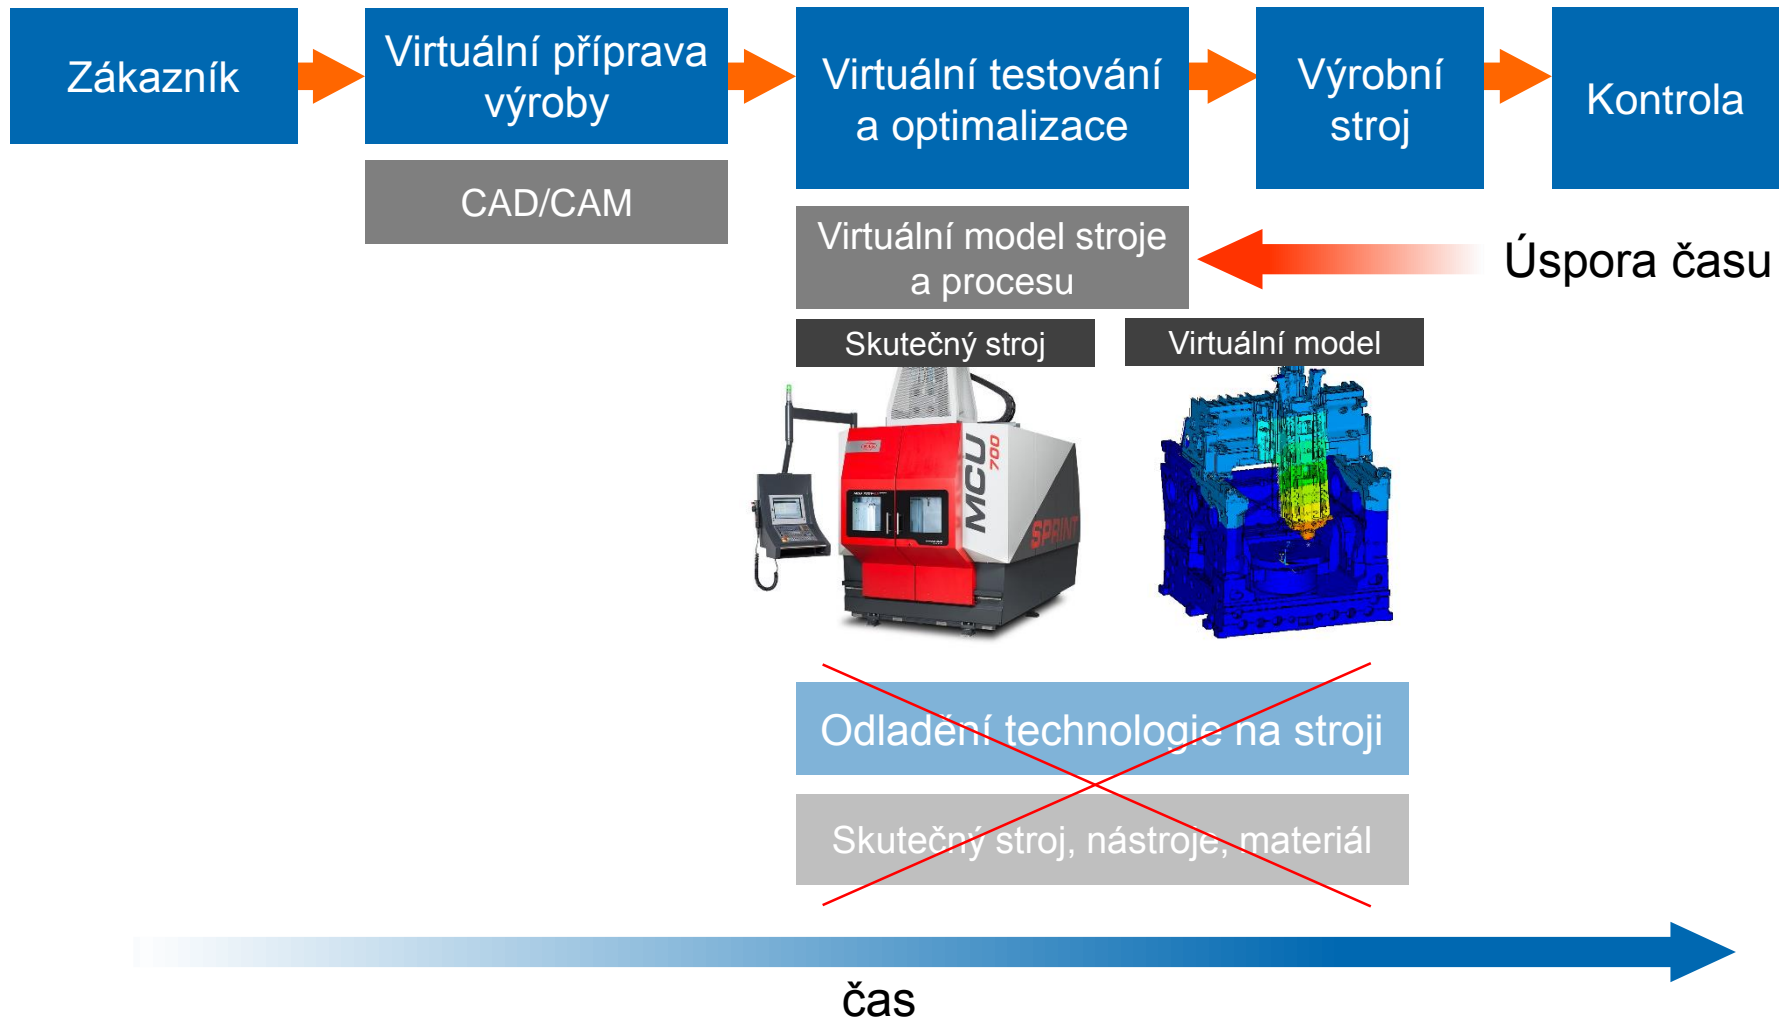 Zákazník
Virtuální příprava
výroby
Virtuální testování
a optimalizace
Výrobní
stroj
Kontrola
CAD/CAM
Virtuální model stroje
a procesu
Úspora času
Skutečný stroj
Virtuální model
MCU
700
SPRINT
Odladění technologie na stroji
Skutečný stroj, nástroje, materiál
čas